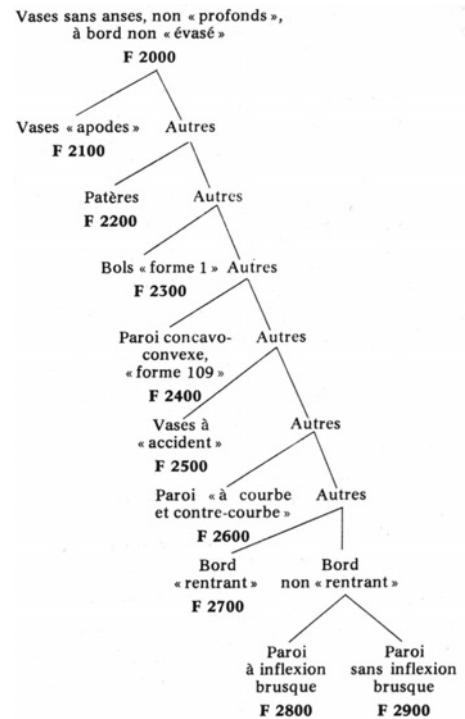 Vases sans anses, non « profonds »,
à bord non « évasé »
F 2000
Vases « apodes » Autres
F 2100
Patères Autres
F 2200
Bols « forme 1 » Autres
F 2300
Paroi concavo-
convexe,
« forme 109 »
Autres
F 2400
Vases à
« accident »
Autres
F 2500
Paroi « à courbe
et contre-courbe »
Autres
F 2600
Bord
« rentrant »
F 2700
Bord
non « rentrant »
Paroi
à inflexion
brusque
F 2800
Paroi
sans inflexion
brusque
F 2900